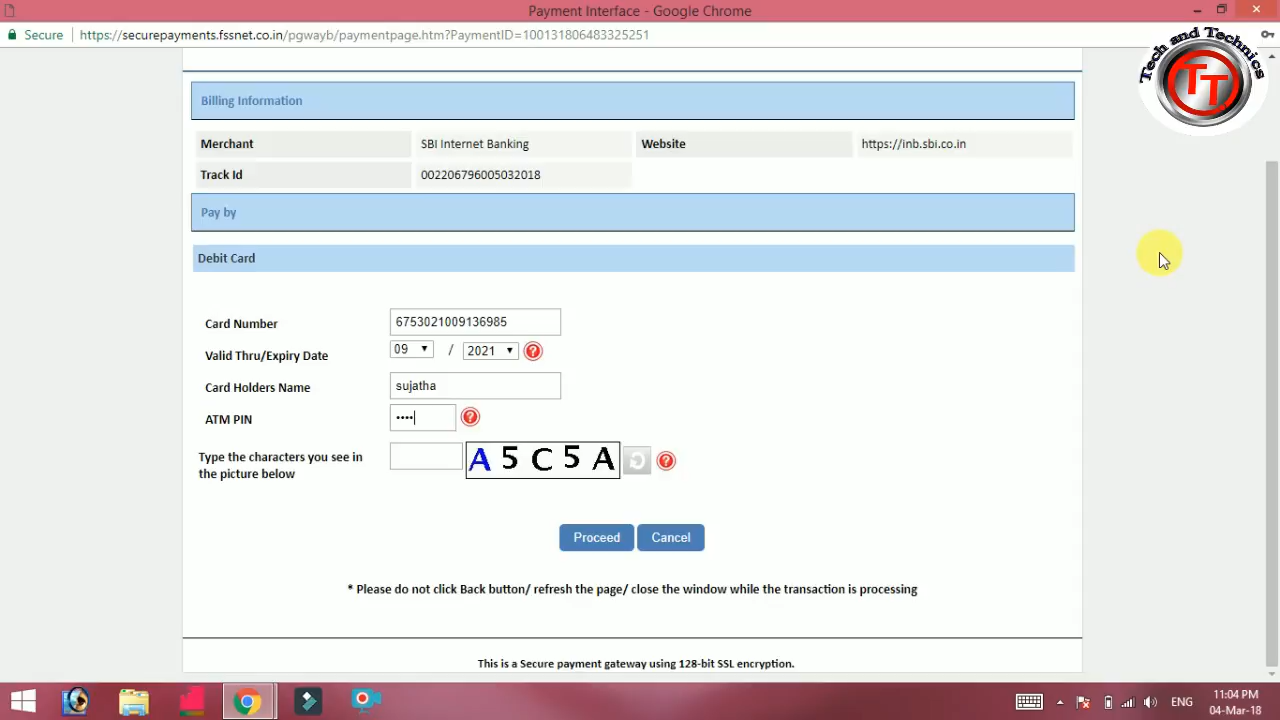 Payment Interface - Google Chrome
Secure https://securepayments.fssnet.co.in/pgwayb/paymentpage.htm?PaymentID=100131806483325251
Tech and Technics
TT
Billing Information
Merchant SBI Internet Banking Website https://inb.sbi.co.in
Track Id 002206796005032018
Pay by
Debit Card
Card Number 6753021009136985
Valid Thru/Expiry Date 09 / 2021 ?
Card Holders Name sujatha
ATM PIN •••• ?
Type the characters you see in
the picture below
A 5 C 5 A ?
Proceed Cancel
* Please do not click Back button/ refresh the page/ close the window while the transaction is processing
This is a Secure payment gateway using 128-bit SSL encryption.
ENG
11:04 PM
04-Mar-18